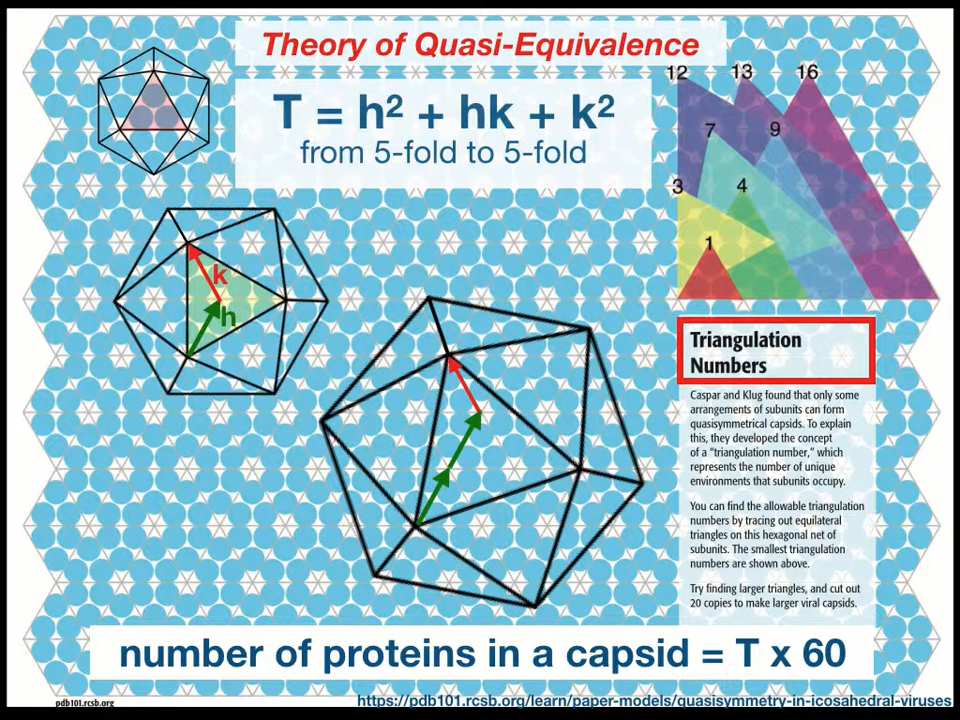 Theory of Quasi-Equivalence
T = h² + hk + k²
from 5-fold to 5-fold
12
13
16
7
9
3
4
1
k
h
Triangulation
Numbers
Caspar and Klug found that only some
arrangements of subunits can form
quasisymmetrical capsids. To explain
this, they developed the concept
of a "triangulation number," which
represents the number of unique
environments that subunits occupy.
You can find the allowable triangulation
numbers by tracing out equilateral
triangles on this hexagonal net of
subunits. The smallest triangulation
numbers are shown above.
Try finding larger triangles, and cut out
20 copies to make larger viral capsids.
number of proteins in a capsid = T x 60
pdb101.rcsb.org
https://pdb101.rcsb.org/learn/paper-models/quasisymmetry-in-icosahedral-viruses